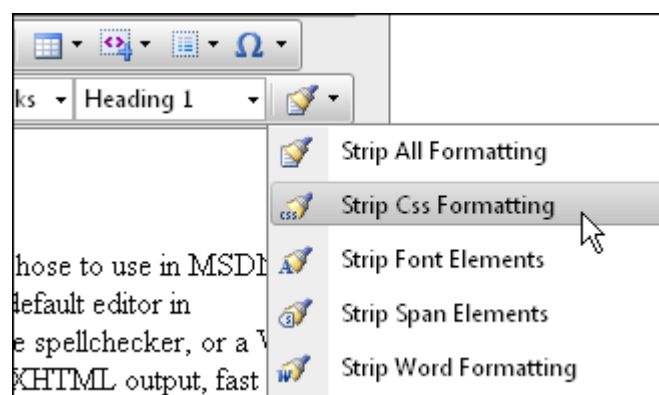 ks Heading 1
Strip All Formatting
css Strip Css Formatting
A Strip Font Elements
S Strip Span Elements
W Strip Word Formatting
hose to use in MSDN
default editor in
e spellchecker, or a
XHTML output, fast